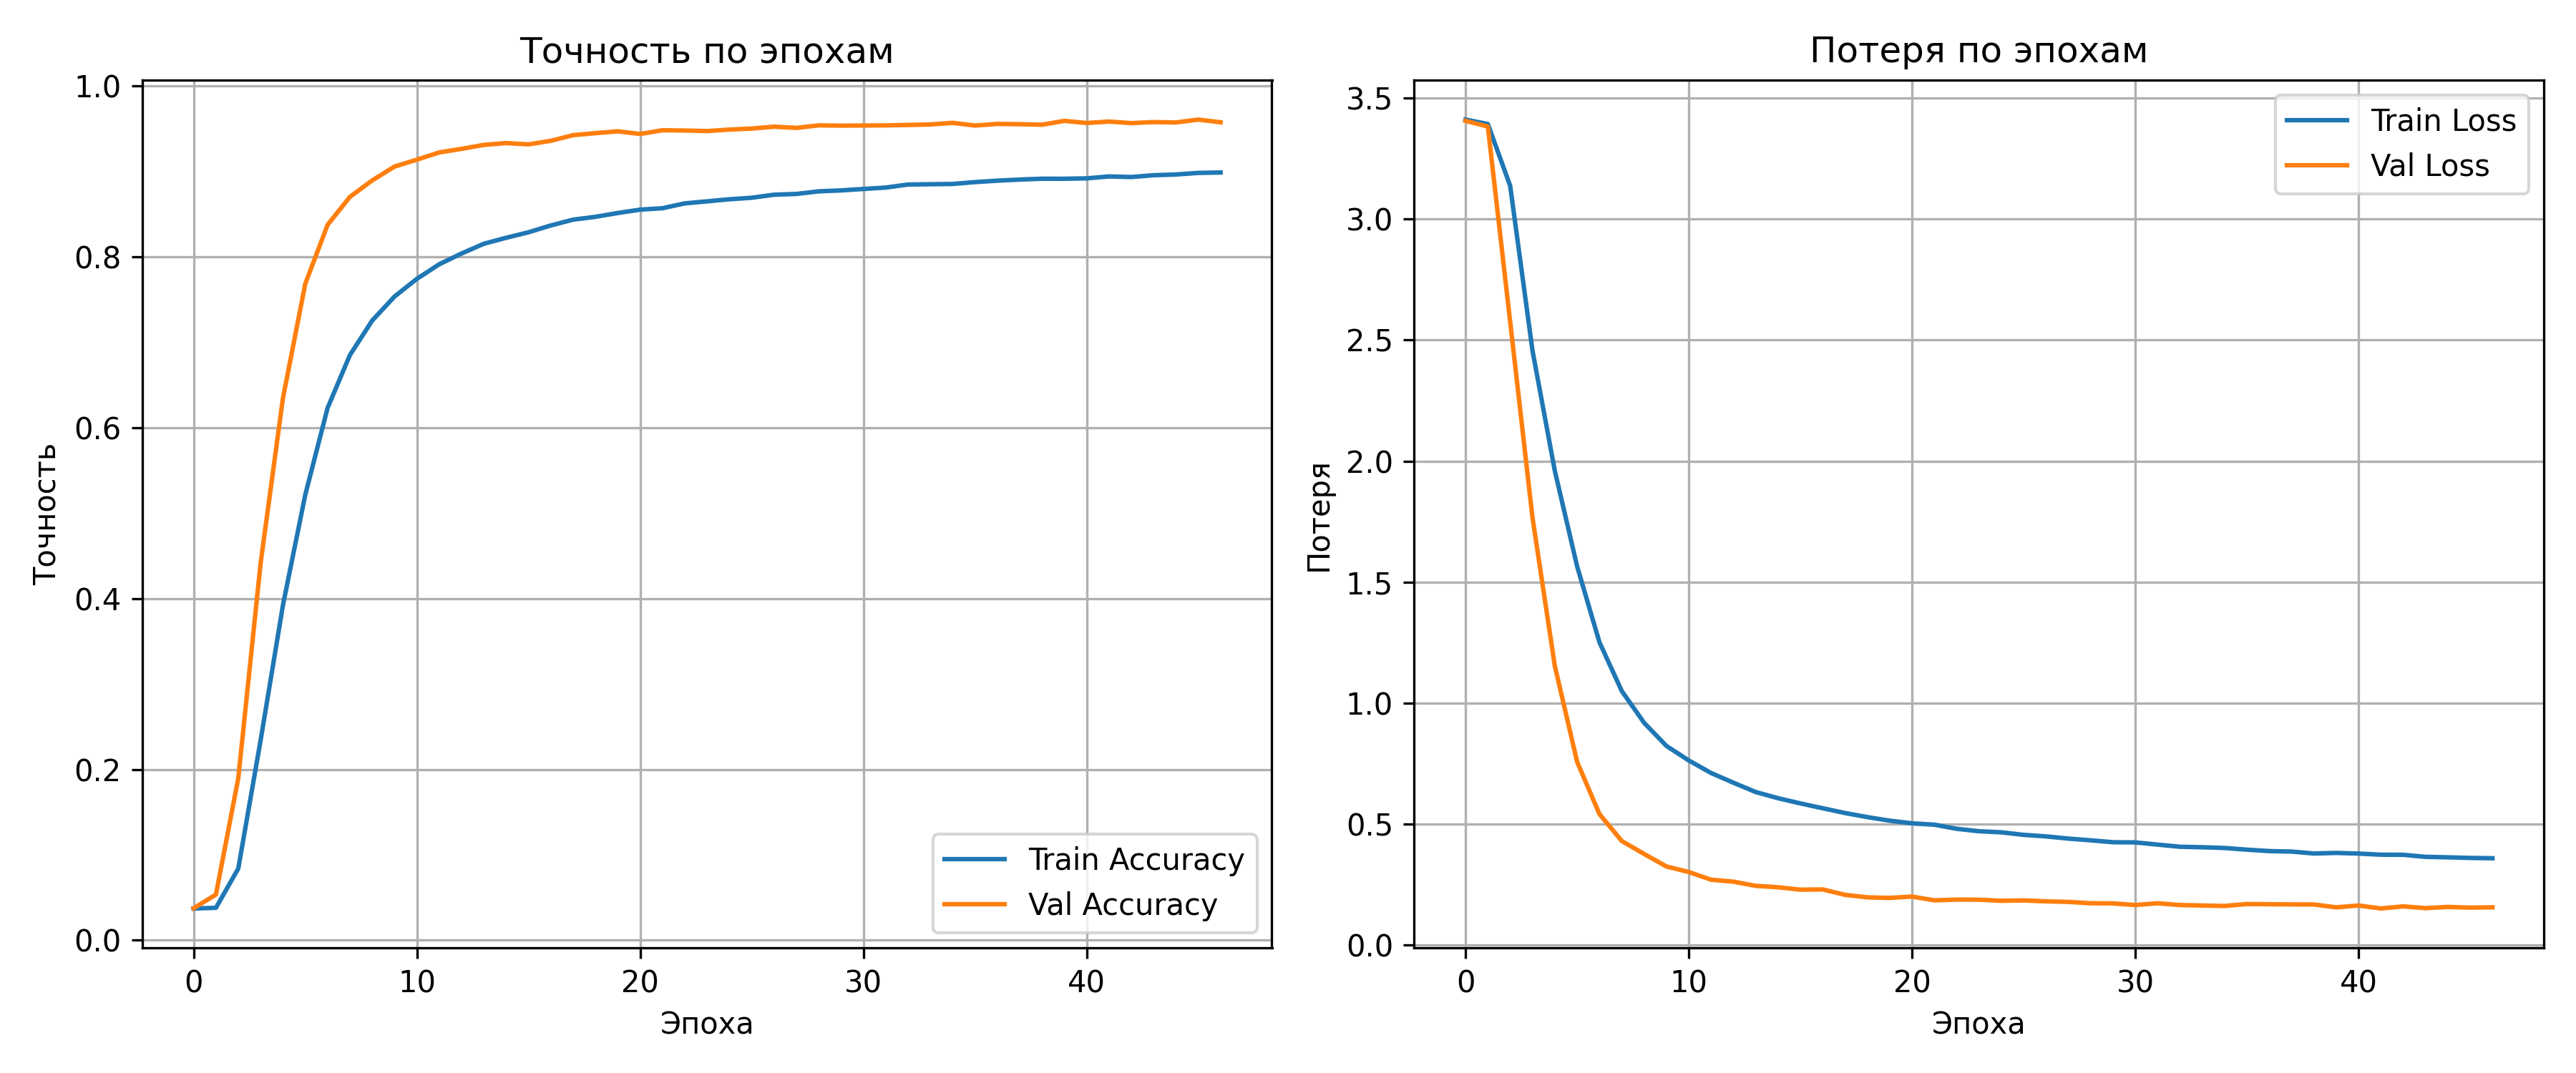 Точность по эпохам
1.0
0.8
0.6
0.4
0.2
0.0
Точность
0 10 20 30 40
Эпоха
Train Accuracy
Val Accuracy
Потеря по эпохам
3.5
3.0
2.5
2.0
1.5
1.0
0.5
0.0
Потеря
0 10 20 30 40
Эпоха
Train Loss
Val Loss